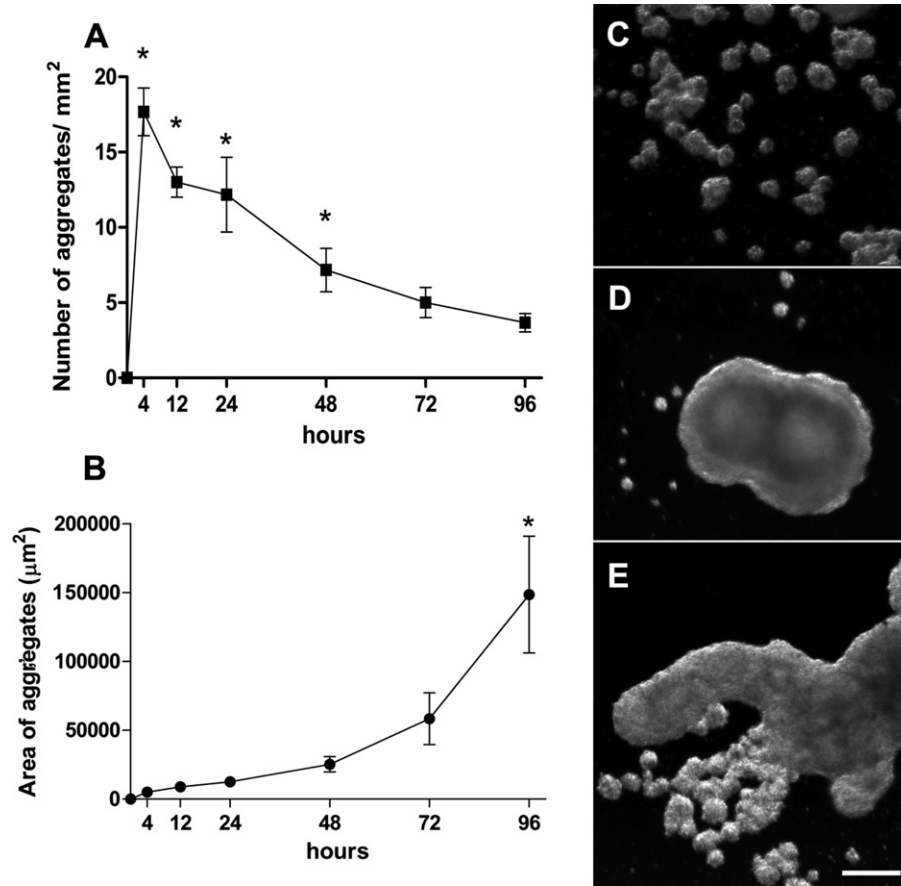 A
Number of aggregates/ mm²
*
*
*
*
20
15
10
5
0
4 12 24 48 72 96
hours
B
Area of aggregates (μm²)
*
200000
150000
100000
50000
0
4 12 24 48 72 96
hours
C
D
E